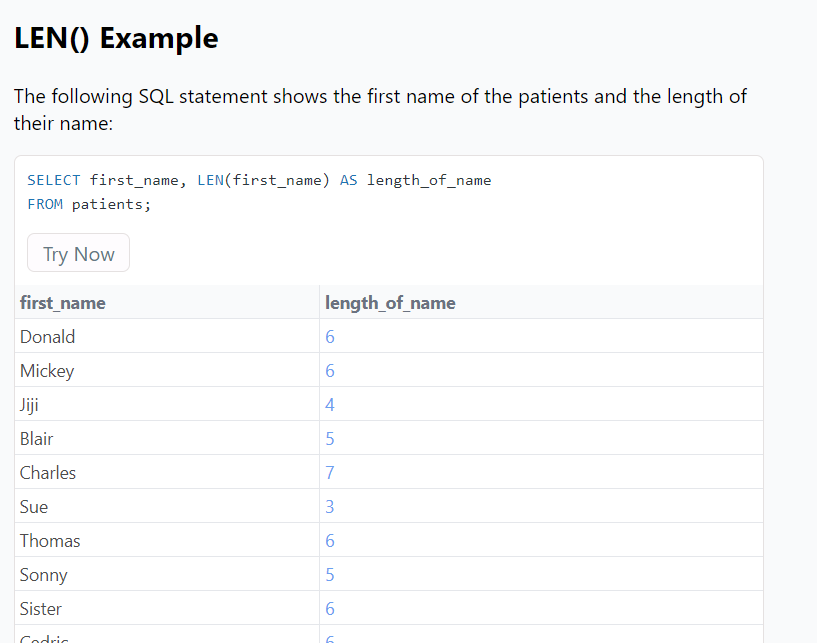 LEN() Example
The following SQL statement shows the first name of the patients and the length of
their name:
SELECT first_name, LEN(first_name) AS length_of_name
FROM patients;
Try Now
first_name length_of_name
Donald 6
Mickey 6
Jiji 4
Blair 5
Charles 7
Sue 3
Thomas 6
Sonny 5
Sister 6
Cedric 6